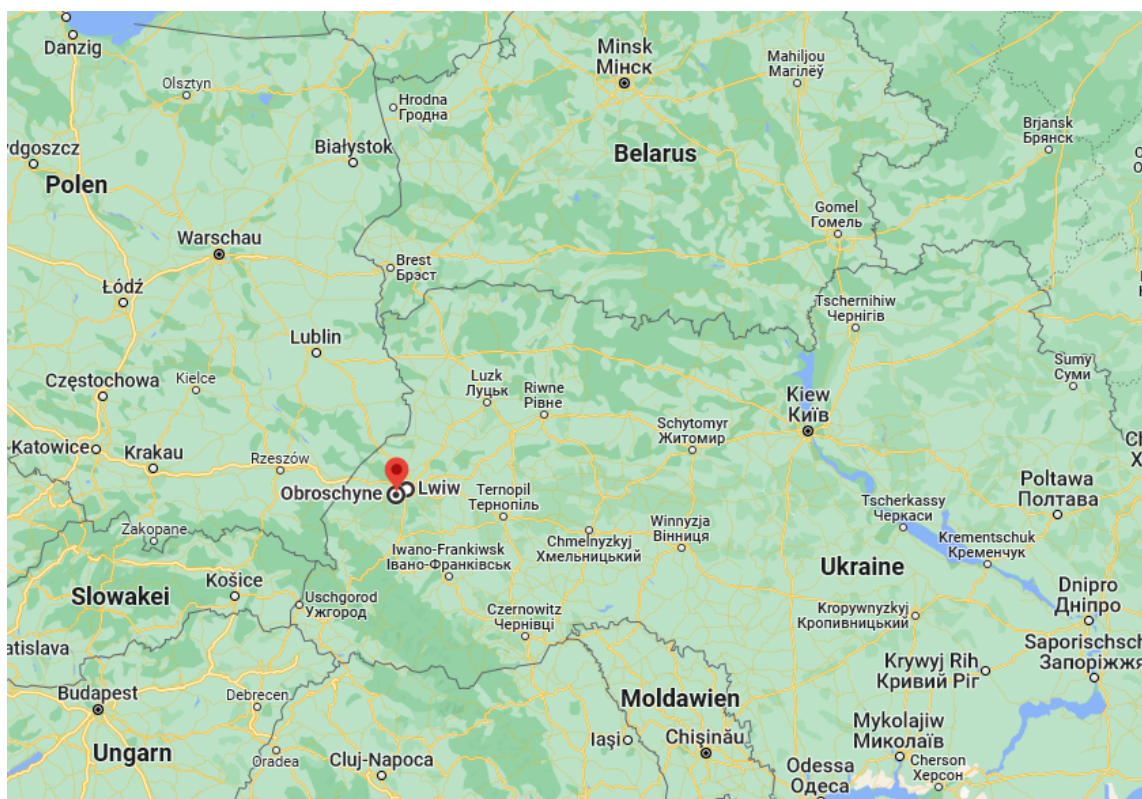 Danzig
Olsztyn
Minsk
Мінск
Mahiljou
Магілёў
Hrodna
Гродна
Brjansk
Брянск
ydgoszcz
Białystok
Belarus
Polen
Gomel
Гомель
Warschau
Brest
Брэст
Łódź
Tschernihiw
Чернігів
Lublin
Sumy
Суми
Częstochowa
Kielce
Luzk
Луцьк
Riwne
Рівне
Kiew
Київ
Schytomyr
Житомир
Katowice
Krakau
Rzeszów
Obroschyne
Lwiw
Ternopil
Тернопіль
Poltawa
Полтава
Tscherkassy
Черкаси
Zakopane
Chmelnyzkyj
Хмельницький
Winnyzja
Вінниця
Krementschuk
Кременчук
Iwano-Frankiwsk
Івано-Франківськ
Ukraine
Slowakei
Košice
Uschgorod
Ужгород
Dnipro
Дніпро
Czernowitz
Чернівці
Kropywnyzkyj
Кропивницький
atislava
Saporischsch
Запоріжжя
Krywyj Rih
Кривий Ріг
Budapest
Debrecen
Moldawien
Ungarn
Oradea
Cluj-Napoca
Iași
Chișinău
Mykolajiw
Миколаїв
Odessa
Одеса
Cherson
Херсон